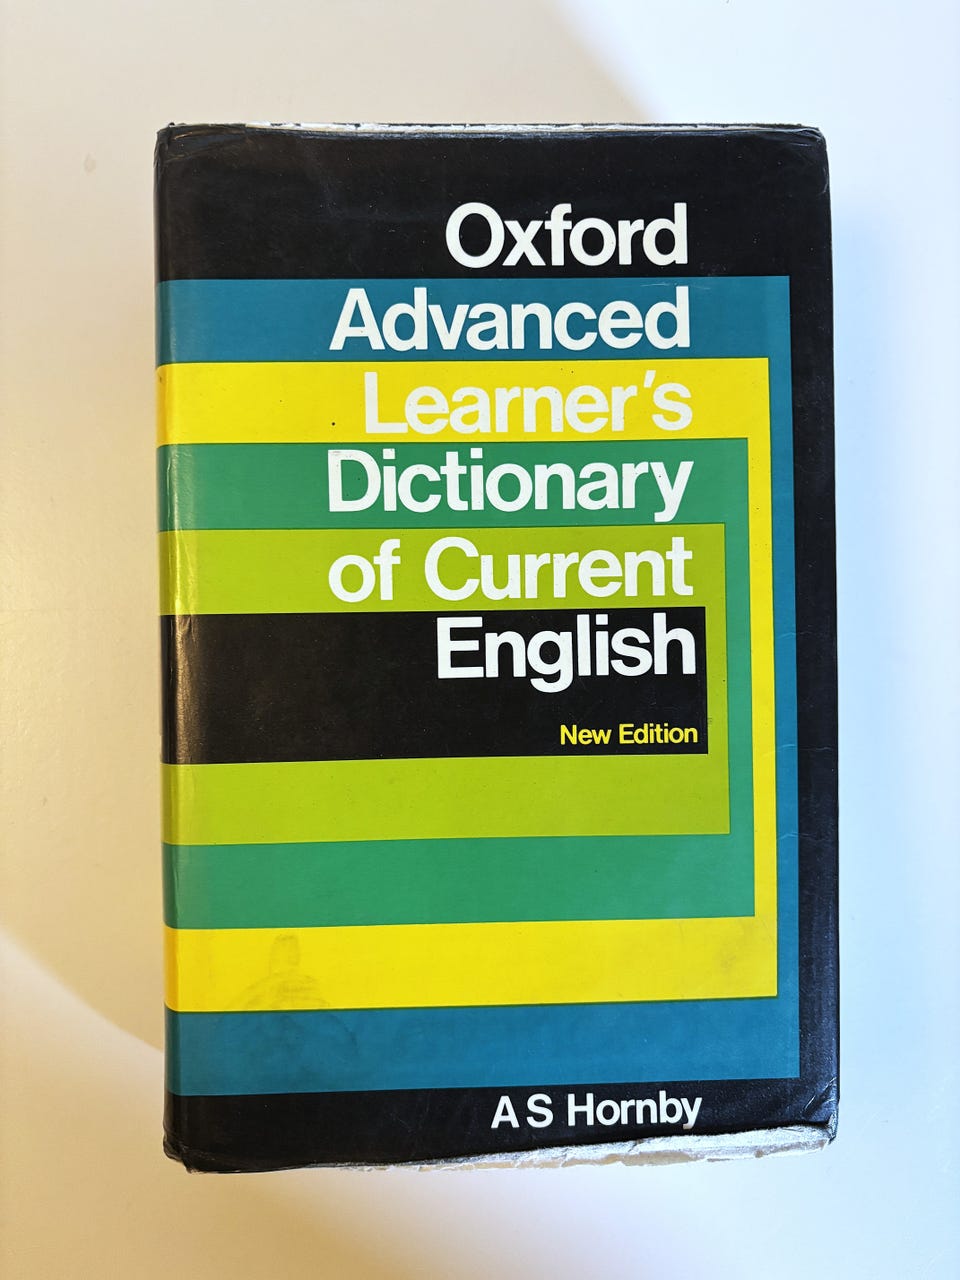 Oxford
Advanced
Learner's
Dictionary
of Current
English
New Edition
A S Hornby